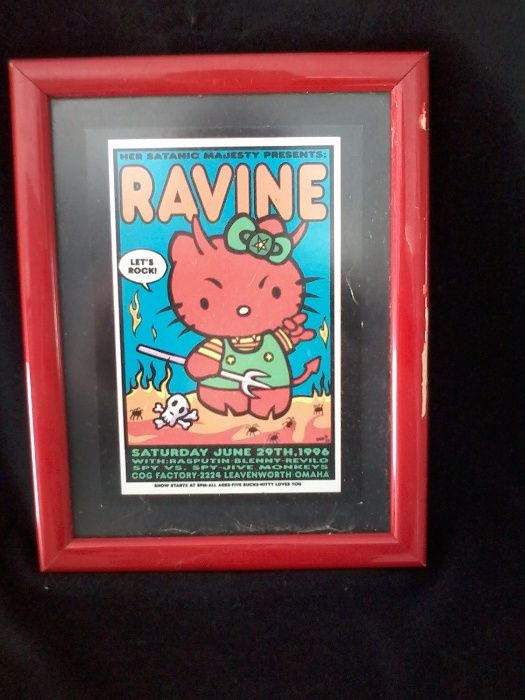 HER SATANIC MAJESTY PRESENTS:
RAVINE
LET'S
ROCK!
SATURDAY JUNE 29TH, 1996
WITH:RASPUTIN-BLENNY-REVILO
SPY VS. SPY-JIVE MONKEYS
COG FACTORY-2224 LEAVENWORTH-OMAHA
SHOW STARTS AT 5PM-ALL AGES-FIVE BUCKS-KITTY LOVES YOU